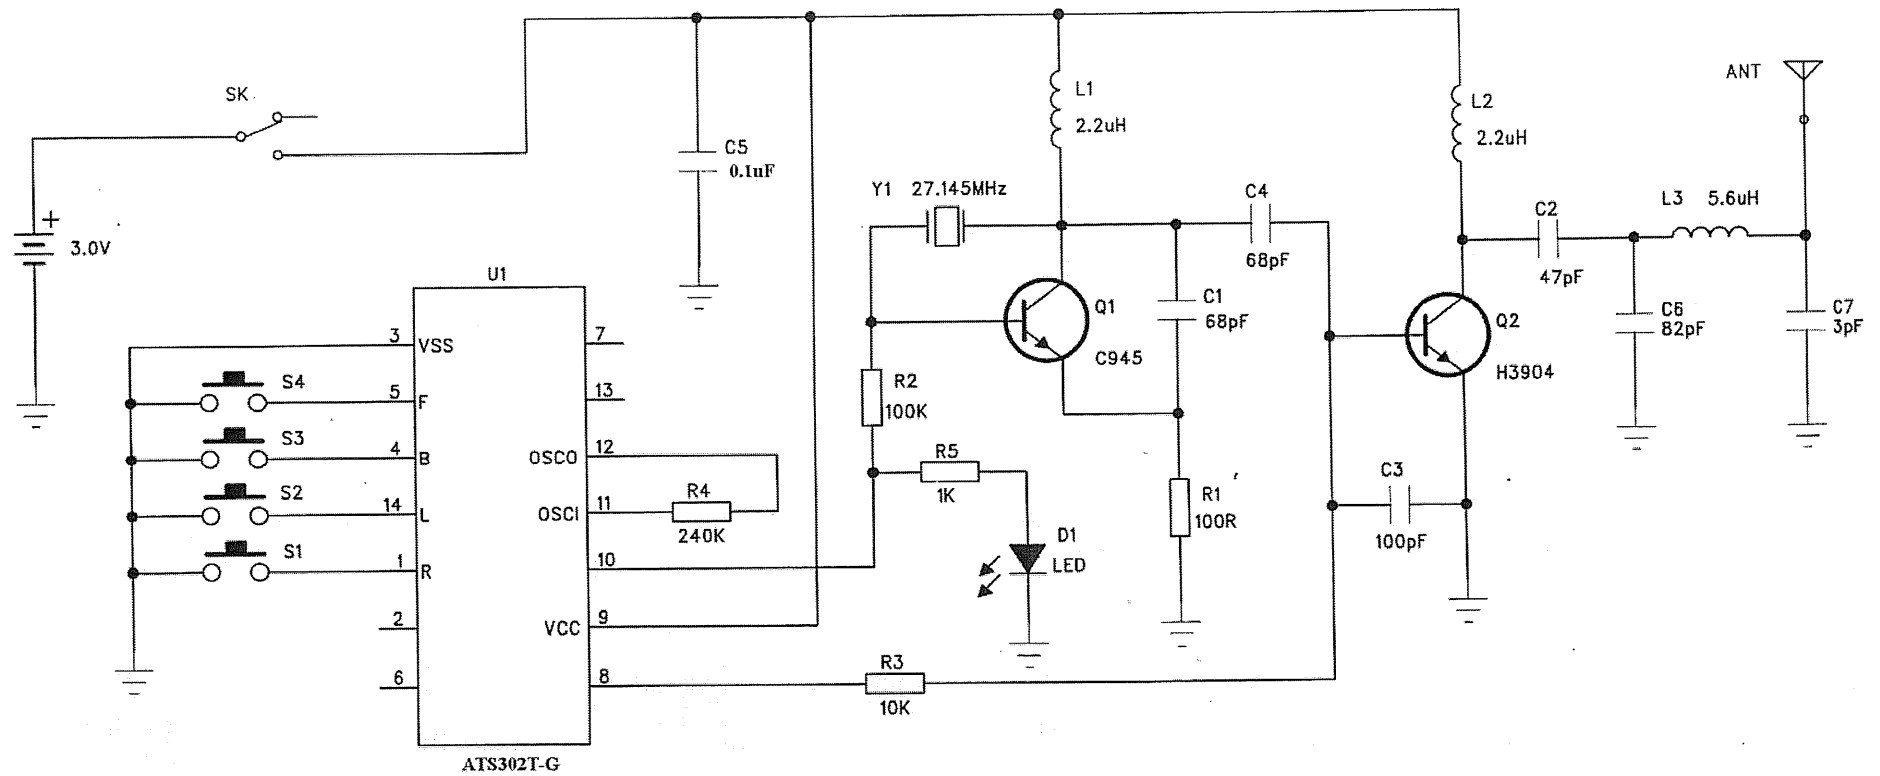 SK
+
3.0V
C5
0.1uF
L1
2.2uH
L2
2.2uH
ANT
Y1 27.145MHz
C4
68pF
C2
47pF
L3 5.6uH
C1
68pF
Q1
C945
Q2
H3904
C6
82pF
C7
3pF
U1
3 VSS
S4
5 F
S3
4 B
S2
14 L
S1
1 R
2
6
7
13
OSCO 12
OSCI 11
10
VCC 9
8
R4
240K
R2
100K
R5
1K
D1
LED
R1
100R
C3
100pF
R3
10K
ATS302T-G